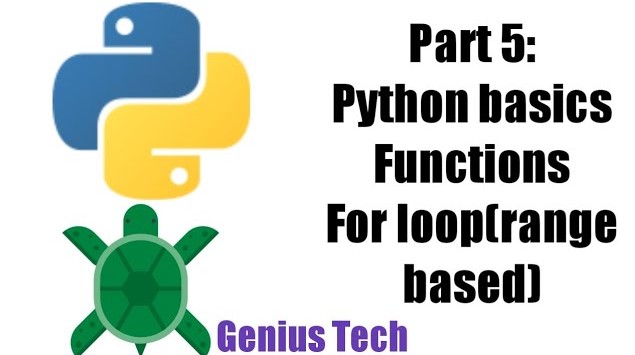 Part 5:
Python basics
Functions
For loop(range
based)
Genius Tech